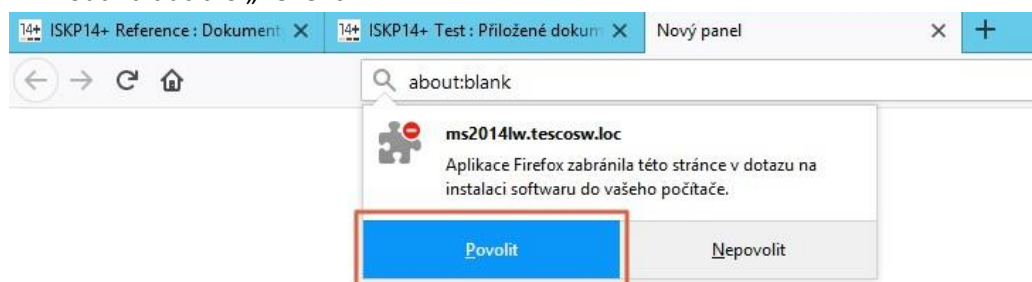 14+ ISKP14+ Reference : Dokument
14+ ISKP14+ Test : Přiložené dokum
Nový panel
about:blank
ms2014lw.tescosw.loc
Aplikace Firefox zabránila této stránce v dotazu na
instalaci softwaru do vašeho počítače.
Povolit
Nepovolit